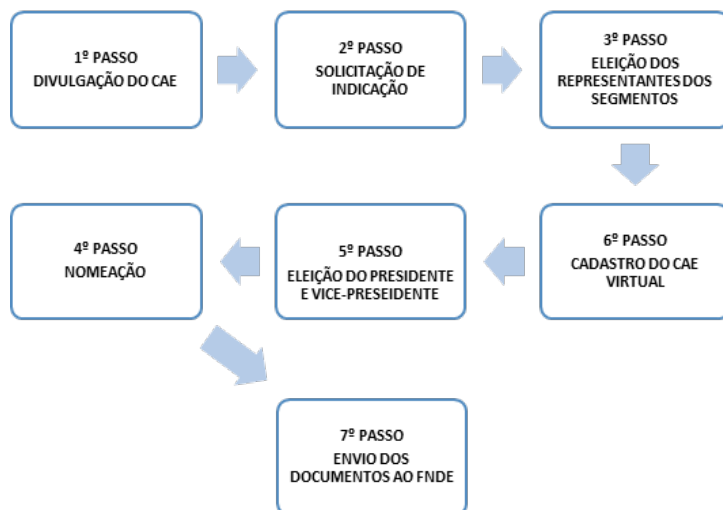 1º PASSO
DIVULGAÇÃO DO CAE
2º PASSO
SOLICITAÇÃO DE
INDICAÇÃO
3º PASSO
ELEIÇÃO DOS
REPRESENTANTES DOS
SEGMENTOS
4º PASSO
NOMEAÇÃO
5º PASSO
ELEIÇÃO DO PRESIDENTE
E VICE-PRESEIDENTE
6º PASSO
CADASTRO DO CAE
VIRTUAL
7º PASSO
ENVIO DOS
DOCUMENTOS AO FNDE